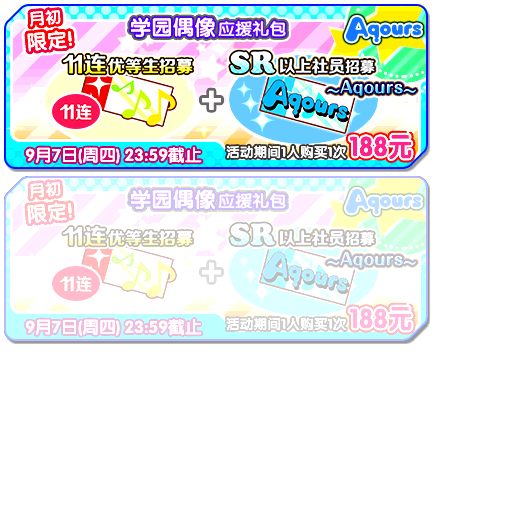 月初
限定!
学园偶像应援礼包
Aqours
11连优等生招募
SR以上社员招募
~Aqours~
11连
+
Aqours
9月7日(周四) 23:59截止
活动期间1人购买1次
188元
月初
限定!
学园偶像应援礼包
Aqours
11连优等生招募
SR以上社员招募
~Aqours~
11连
+
Aqours
9月7日(周四) 23:59截止
活动期间1人购买1次
188元